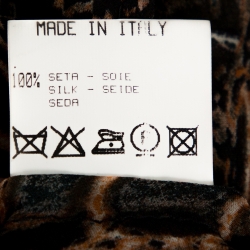 MADE IN ITALY
100% SETA - SOIE
SILK - SEIDE
SEDA